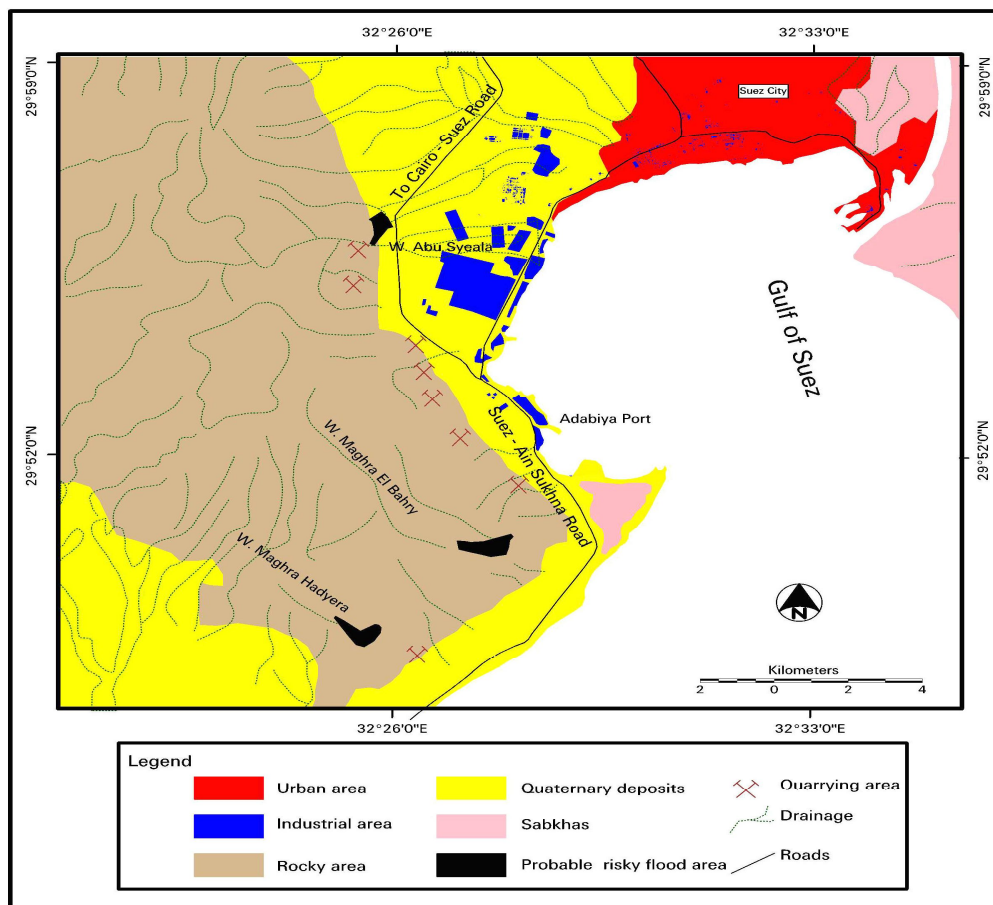 32°26'0"E
32°33'0"E
29°59'0"N
29°59'0"N
Suez City
To Cairo - Suez Road
W. Abu Syeala
Gulf of Suez
Adabiya Port
Suez - Ain Sukhna Road
W. Maghra El Bahry
29°52'0"N
29°52'0"N
W. Maghra Hadyera
N
Kilometers
2 0 2 4
32°26'0"E
32°33'0"E
Legend
Urban area
Quaternary deposits
Quarrying area
Industrial area
Sabkhas
Drainage
Rocky area
Probable risky flood area
Roads